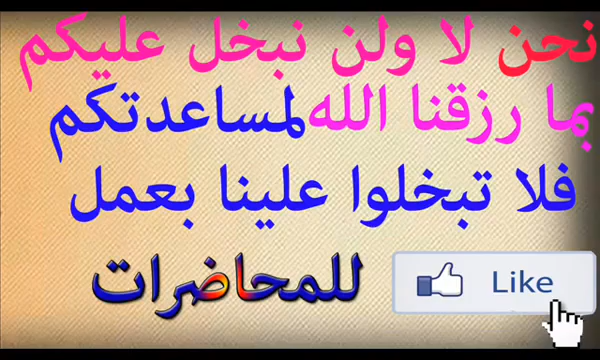 نحن لا ولن نبخل عليكم
بما رزقنا الله لمساعدتكم
فلا تبخلوا علينا بعمل
Like للمحاضرات